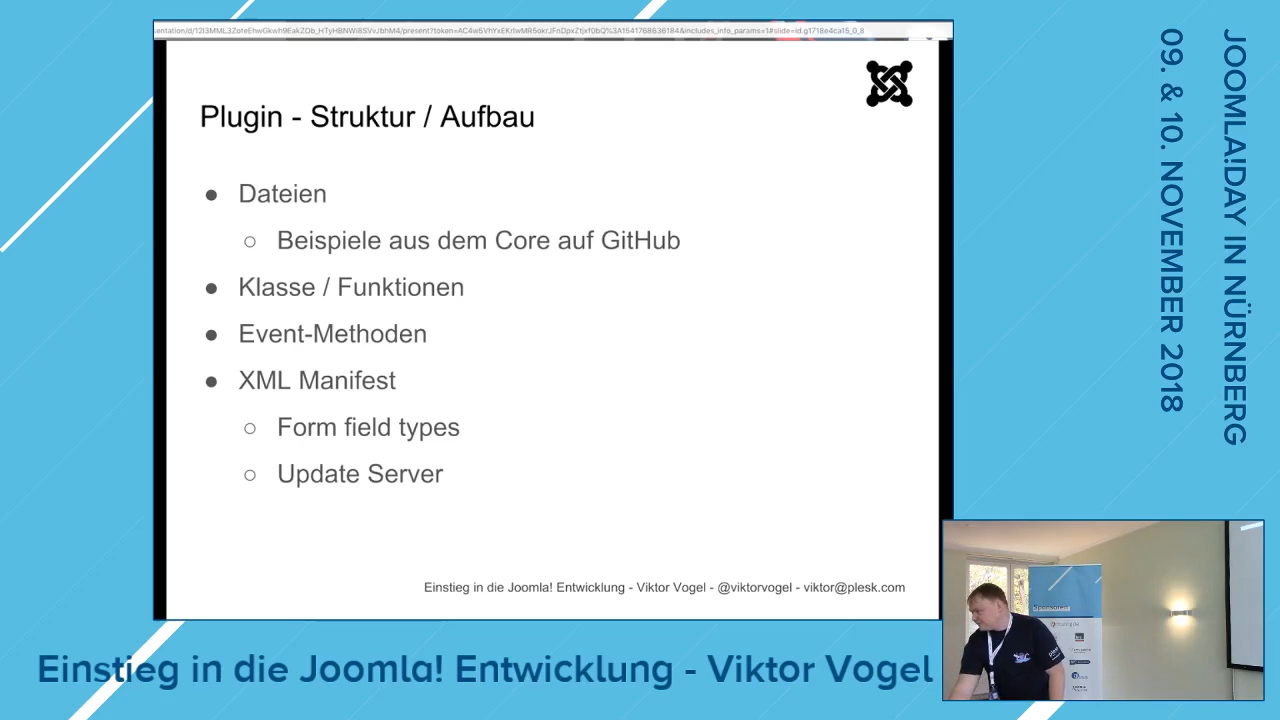 Plugin - Struktur / Aufbau
● Dateien
○ Beispiele aus dem Core auf GitHub
● Klasse / Funktionen
● Event-Methoden
● XML Manifest
○ Form field types
○ Update Server
Einstieg in die Joomla! Entwicklung - Viktor Vogel - @viktorvogel - viktor@plesk.com
JOOMLA!DAY IN NÜRNBERG
09. & 10. NOVEMBER 2018
Einstieg in die Joomla! Entwicklung - Viktor Vogel